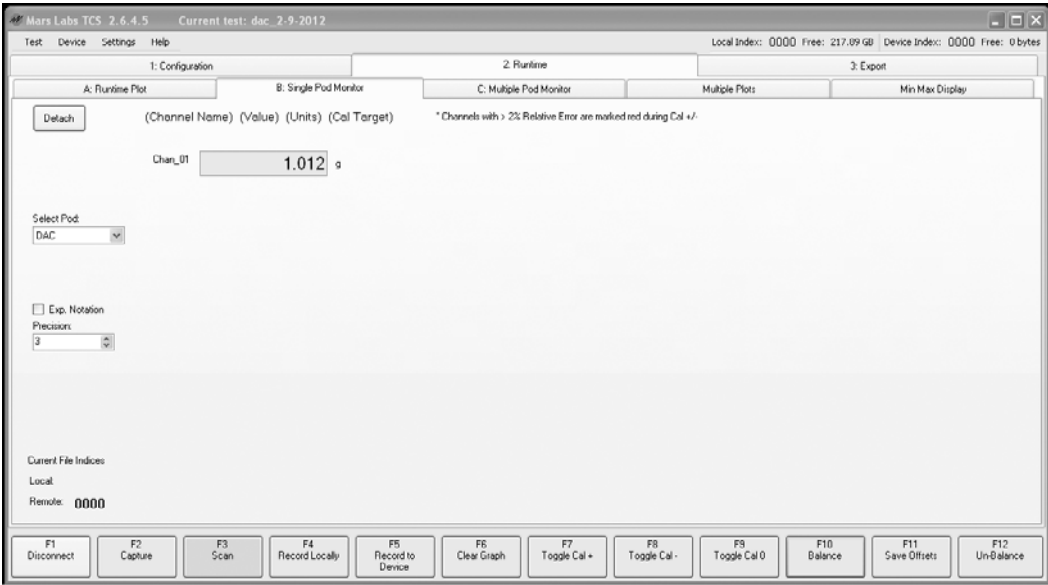 Mars Labs TCS 2.6.4.5 Current test: dac_2-9-2012
Test Device Settings Help Local Index: 0000 Free: 217.09 GB Device Index: 0000 Free: 0 bytes
1: Configuration 2: Runtime 3: Export
A: Runtime Plot B: Single Pod Monitor C: Multiple Pod Monitor Multiple Plots Min Max Display
Detach (Channel Name) (Value) (Units) (Cal Target) * Channels with > 2% Relative Error are marked red during Cal +/-
Chan_01 1.012 g
Select Pod:
DAC
Exp. Notation
Precision:
3
Current File Indices
Local:
Remote: 0000
F1 F2 F3 F4 F5 F6 F7 F8 F9 F10 F11 F12
Disconnect Capture Scan Record Locally Record to Clear Graph Toggle Cal + Toggle Cal - Toggle Cal 0 Balance Save Offsets Un-Balance
Device